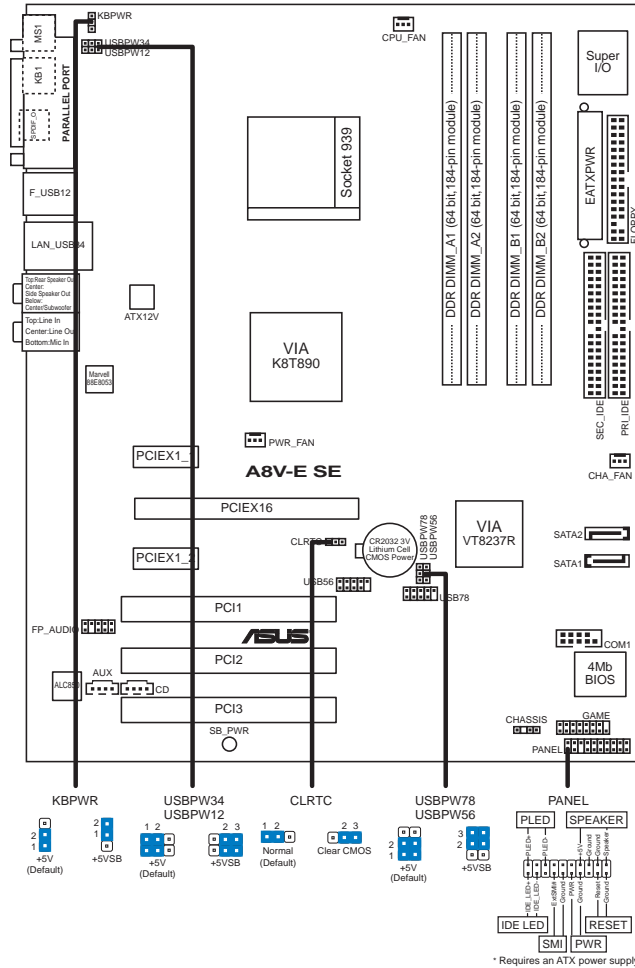 KBPWR
MS1
USBPW34
USBPW12
CPU_FAN
Super
I/O
KB1
PARALLEL PORT
SPDIF_O
Socket 939
DDR DIMM_A1 (64 bit,184-pin module)
DDR DIMM_A2 (64 bit,184-pin module)
DDR DIMM_B1 (64 bit,184-pin module)
DDR DIMM_B2 (64 bit,184-pin module)
EATXPWR
FLOPPY
F_USB12
LAN_USB34
Top:Rear Speaker Out
Center:
Side Speaker Out
Below:
Center/Subwoofer
Top:Line In
Center:Line Out
Bottom:Mic In
ATX12V
VIA
K8T890
Marvell
88E8053
SEC_IDE
PRI_IDE
PWR_FAN
PCIEX1_1
A8V-E SE
CHA_FAN
PCIEX16
CLRTC
CR2032 3V
Lithium Cell
CMOS Power
USBPW78
USBPW56
VIA
VT8237R
SATA2
PCIEX1_2
SATA1
USB56
USB78
PCI1
FP_AUDIO
ASUS
COM1
PCI2
4Mb
BIOS
ALC850
AUX
CD
PCI3
SB_PWR
CHASSIS
GAME
PANEL
KBPWR
USBPW34
USBPW12
CLRTC
USBPW78
USBPW56
PANEL
2
1
+5V
(Default)
2
1
+5VSB
1 2
+5V
(Default)
2 3
+5VSB
1 2
Normal
(Default)
2 3
Clear CMOS
2
1
+5V
(Default)
3
2
+5VSB
PLED
SPEAKER
PLED+
PLED-
+5V
Ground
Ground
Speaker
IDE_LED+
IDE_LED-
ExtSMI#
Ground
PWR
Ground
Reset
Ground
IDE LED
RESET
SMI
PWR
* Requires an ATX power supply